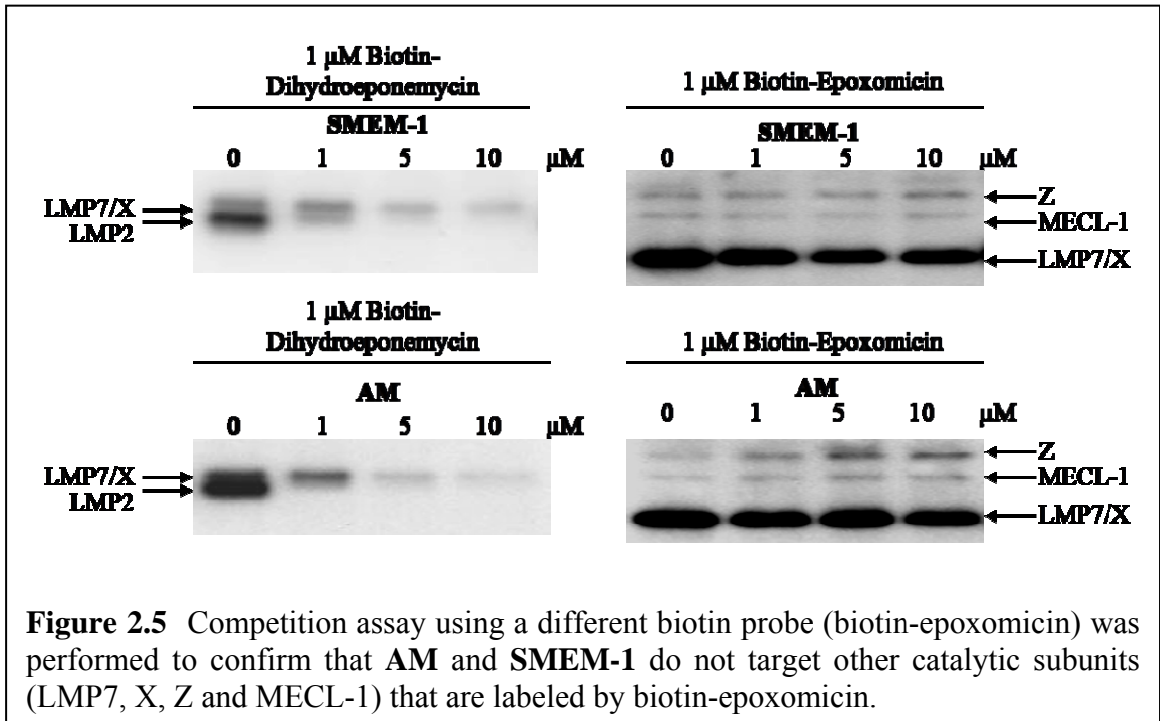 1 µM Biotin-
Dihydroeponemycin
SMEM-1
0 1 5 10 µM
LMP7/X
LMP2
1 µM Biotin-Epoxomicin
SMEM-1
0 1 5 10 µM
Z
MECL-1
LMP7/X
1 µM Biotin-
Dihydroeponemycin
AM
0 1 5 10 µM
LMP7/X
LMP2
1 µM Biotin-Epoxomicin
AM
0 1 5 10 µM
Z
MECL-1
LMP7/X
Figure 2.5 Competition assay using a different biotin probe (biotin-epoxomicin) was
performed to confirm that AM and SMEM-1 do not target other catalytic subunits
(LMP7, X, Z and MECL-1) that are labeled by biotin-epoxomicin.